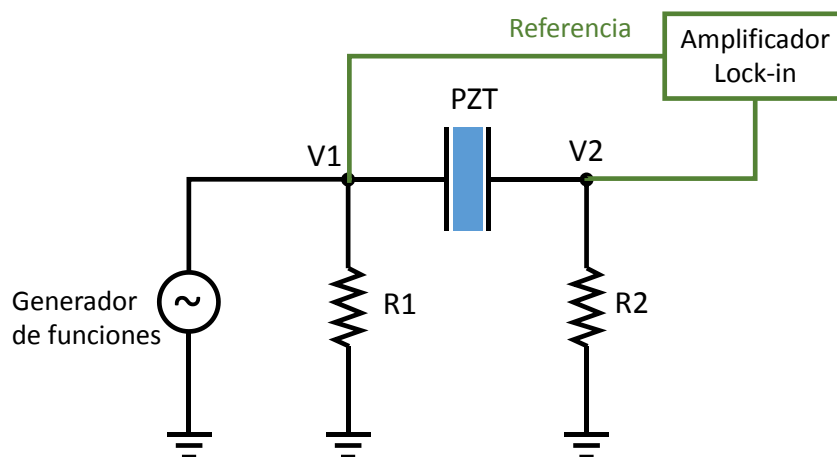 Referencia
Amplificador
Lock-in
PZT
V1
V2
Generador
de funciones
R1
R2